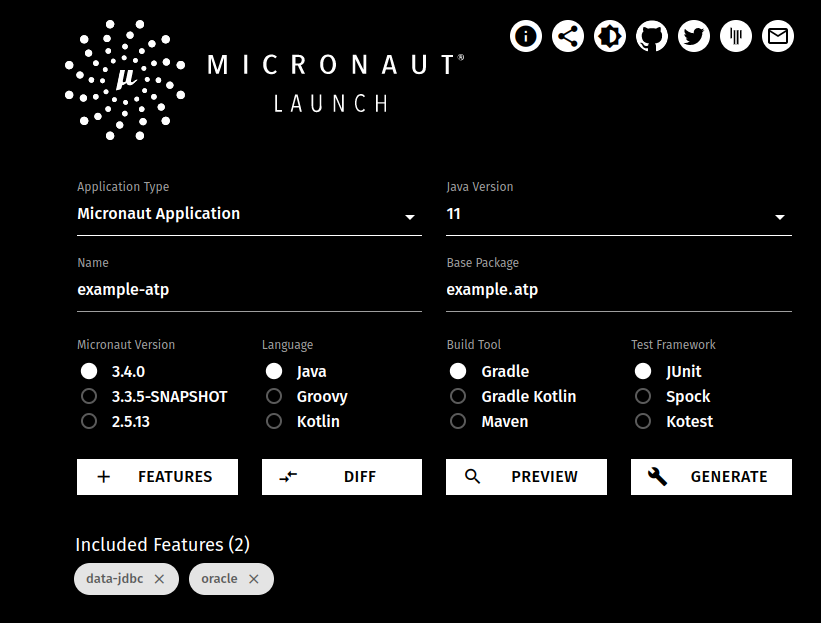 μ
MICRONAUT®
LAUNCH
Application Type
Java Version
Micronaut Application
11
Name
Base Package
example-atp
example.atp
Micronaut Version
Language
Build Tool
Test Framework
3.4.0
Java
Gradle
JUnit
3.3.5-SNAPSHOT
Groovy
Gradle Kotlin
Spock
2.5.13
Kotlin
Maven
Kotest
FEATURES
DIFF
PREVIEW
GENERATE
Included Features (2)
data-jdbc
oracle